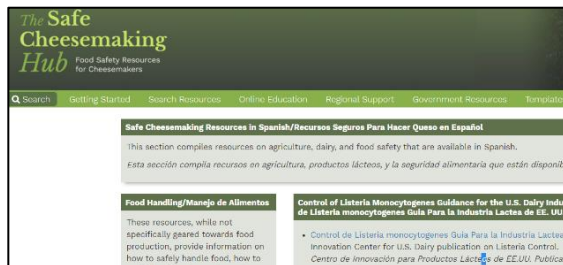 The Safe
Cheesemaking
Hub Food Safety Resources
for Cheesemakers
Search Getting Started Search Resources Online Education Regional Support Government Resources Template
Safe Cheesemaking Resources in Spanish/Recursos Seguros Para Hacer Queso en Español
This section compiles resources on agriculture, dairy, and food safety that are available in Spanish.
Esta sección compila recursos en agricultura, productos lácteos, y la seguridad alimentaria que están disponib
Food Handling/Manejo de Alimentos
These resources, while not
specifically geared towards food
production, provide information on
how to safely handle food, how to
Control of Listeria Monocytogenes Guidance for the U.S. Dairy Indu
de Listeria monocytogenes Guía Para la Industria Lactea de EE. UU
• Control de Listeria monocytogenes Guía Para la Industria Lactea
Innovation Center for U.S. Dairy publication on Listeria Control.
Centro de Innovación para Productos Lácteos de EE.UU. Publica